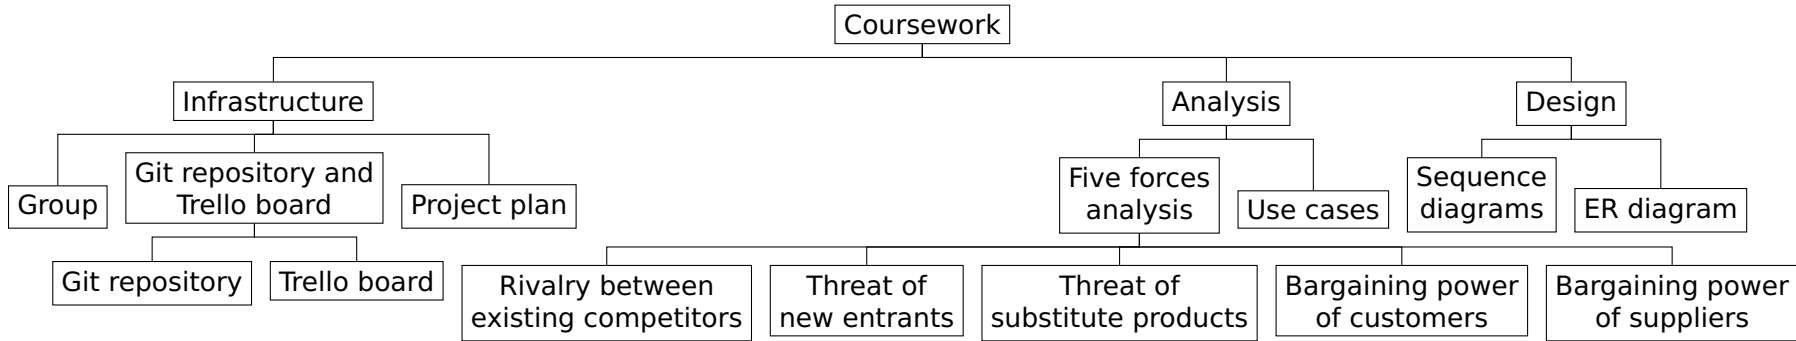 Coursework
Infrastructure
Analysis
Design
Group
Git repository and
Trello board
Project plan
Five forces
analysis
Use cases
Sequence
diagrams
ER diagram
Git repository
Trello board
Rivalry between
existing competitors
Threat of
new entrants
Threat of
substitute products
Bargaining power
of customers
Bargaining power
of suppliers